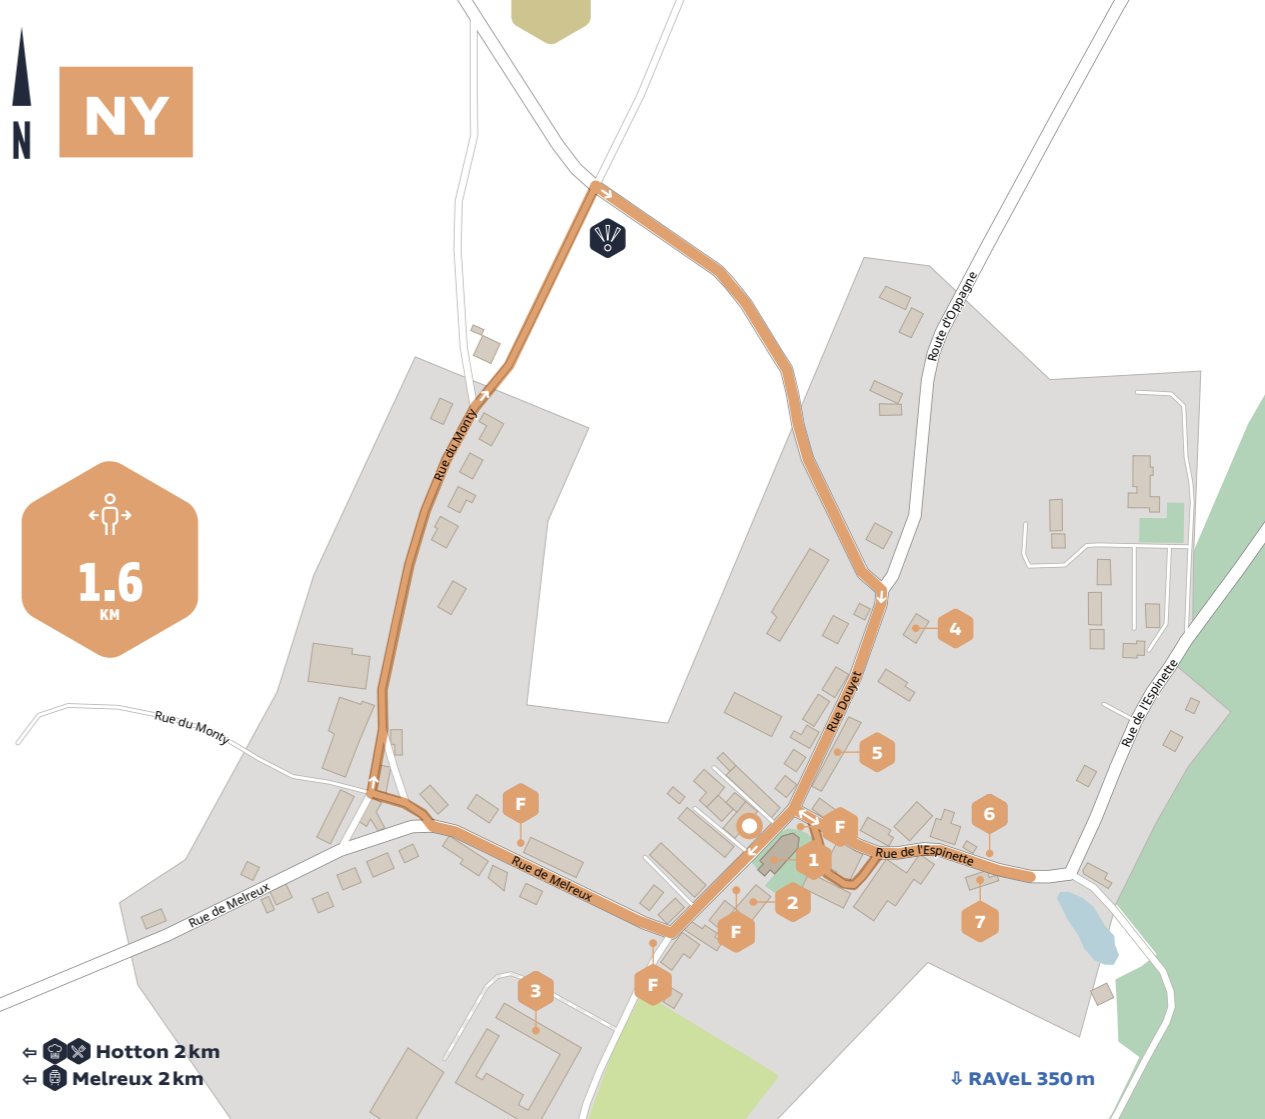 N
NY
1.6
KM
Route d'Oppagne
Rue du Monty
Rue du Monty
4
Rue Douyet
Rue de l'Espinette
5
F
6
F
Rue de l'Espinette
1
Rue de Melreux
Rue de Melreux
2
7
F
F
3
⇦ Hotton 2 km
⇦ Melreux 2 km
⇩ RAVeL 350 m